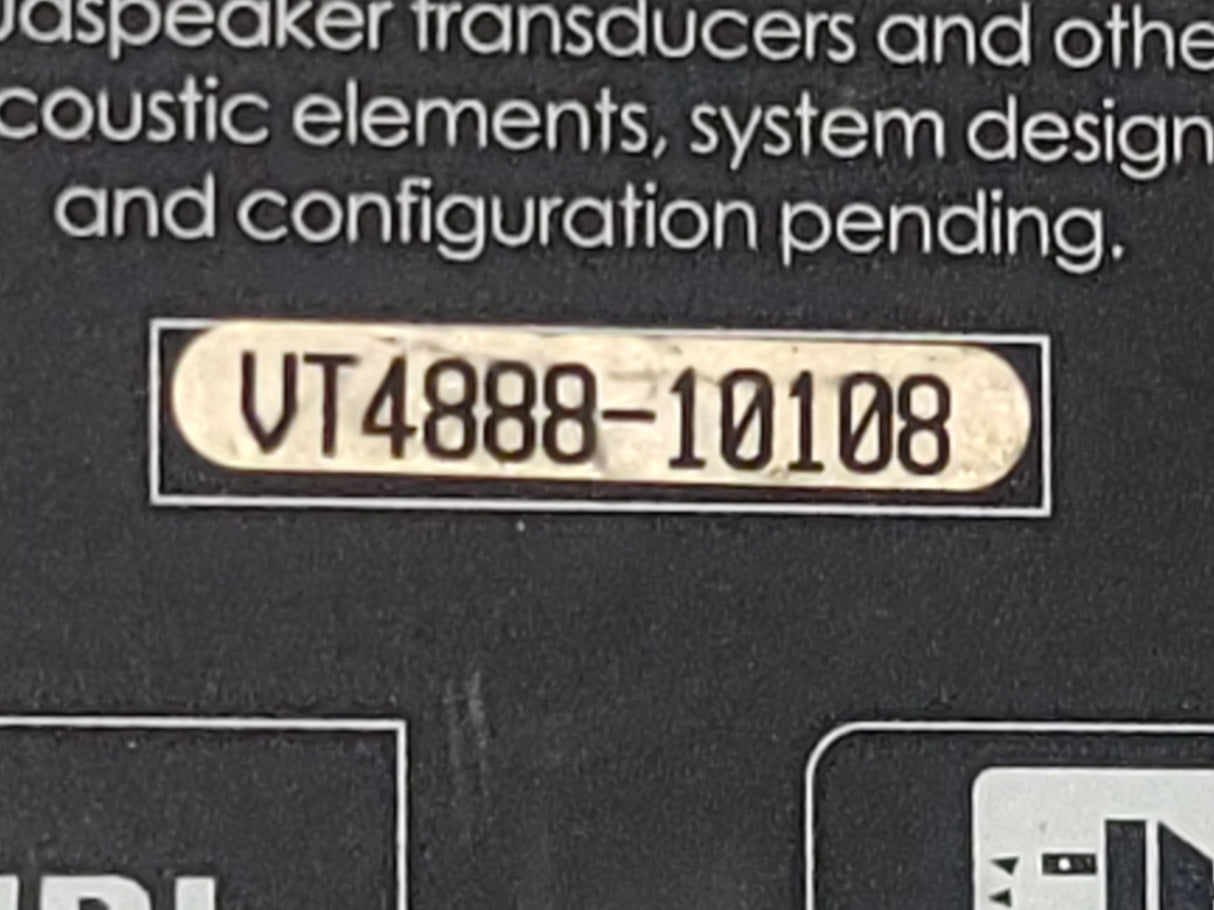 transducers and
elements, system design
and configuration pending.
VT4888-10108